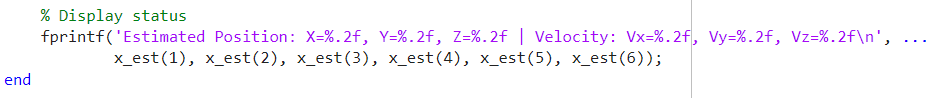 % Display status
fprintf('Estimated Position: X=%.2f, Y=%.2f, Z=%.2f | Velocity: Vx=%.2f, Vy=%.2f, Vz=%.2f\n', ...
x_est(1), x_est(2), x_est(3), x_est(4), x_est(5), x_est(6));
end